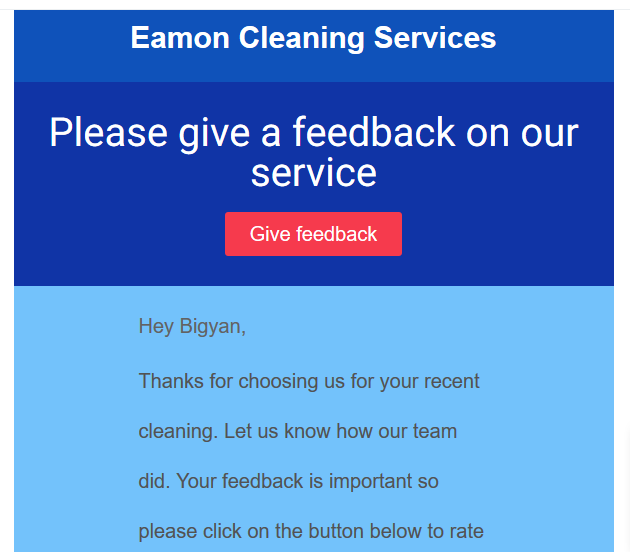 Eamon Cleaning Services
Please give a feedback on our
service
Give feedback
Hey Bigyan,
Thanks for choosing us for your recent
cleaning. Let us know how our team
did. Your feedback is important so
please click on the button below to rate